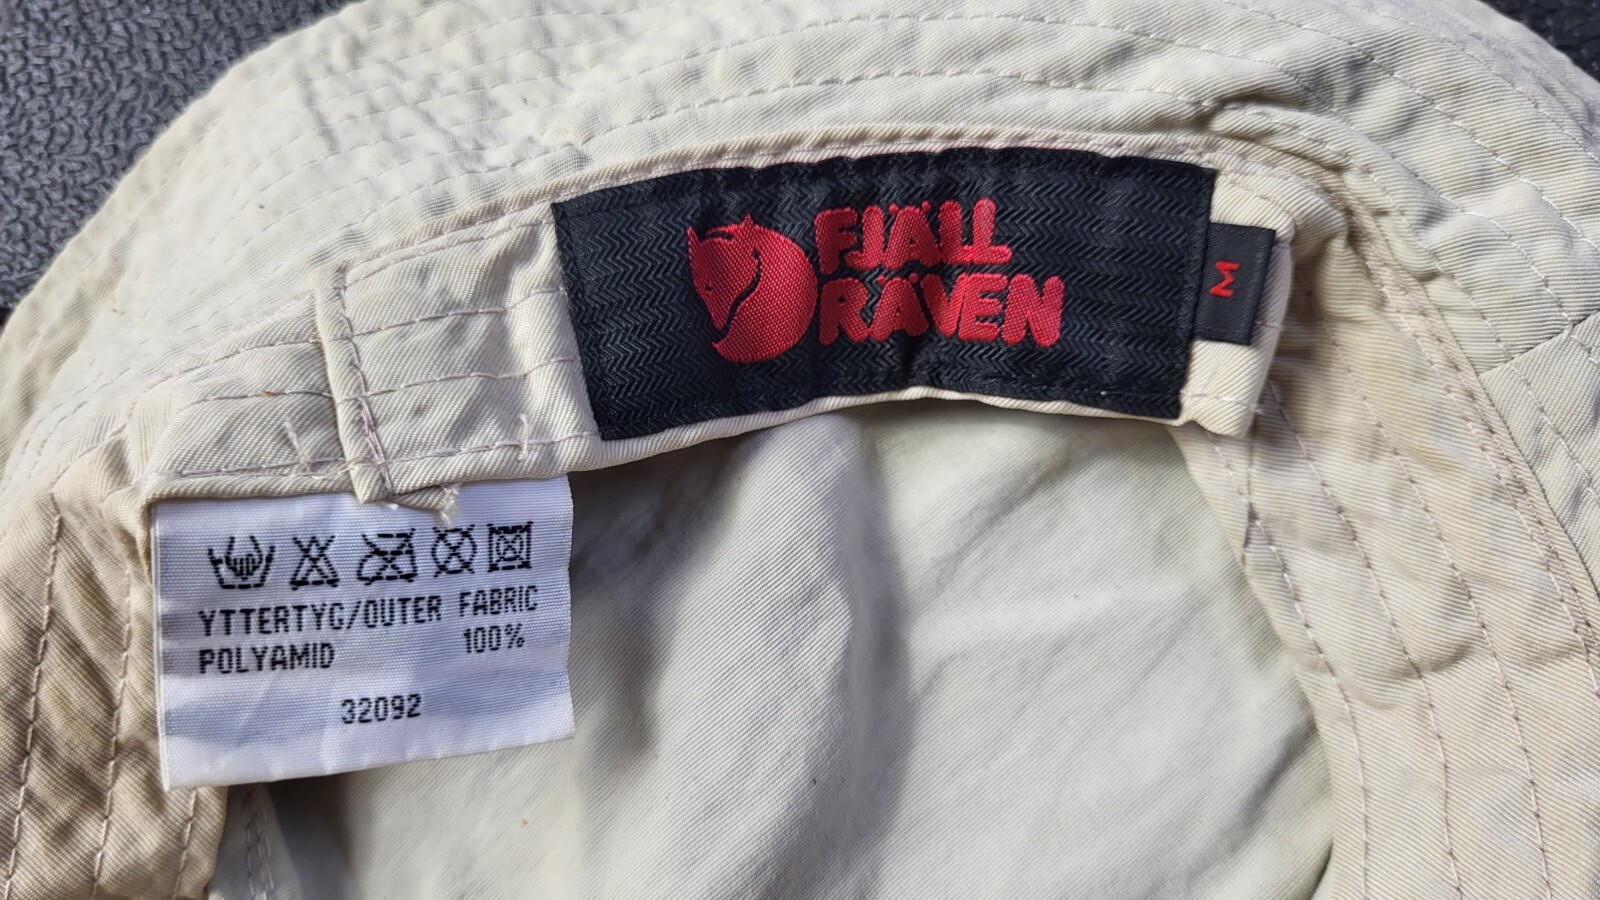 FJÄLL
RÄVEN
M
YTTERTYG/OUTER FABRIC
POLYAMID 100%
32092